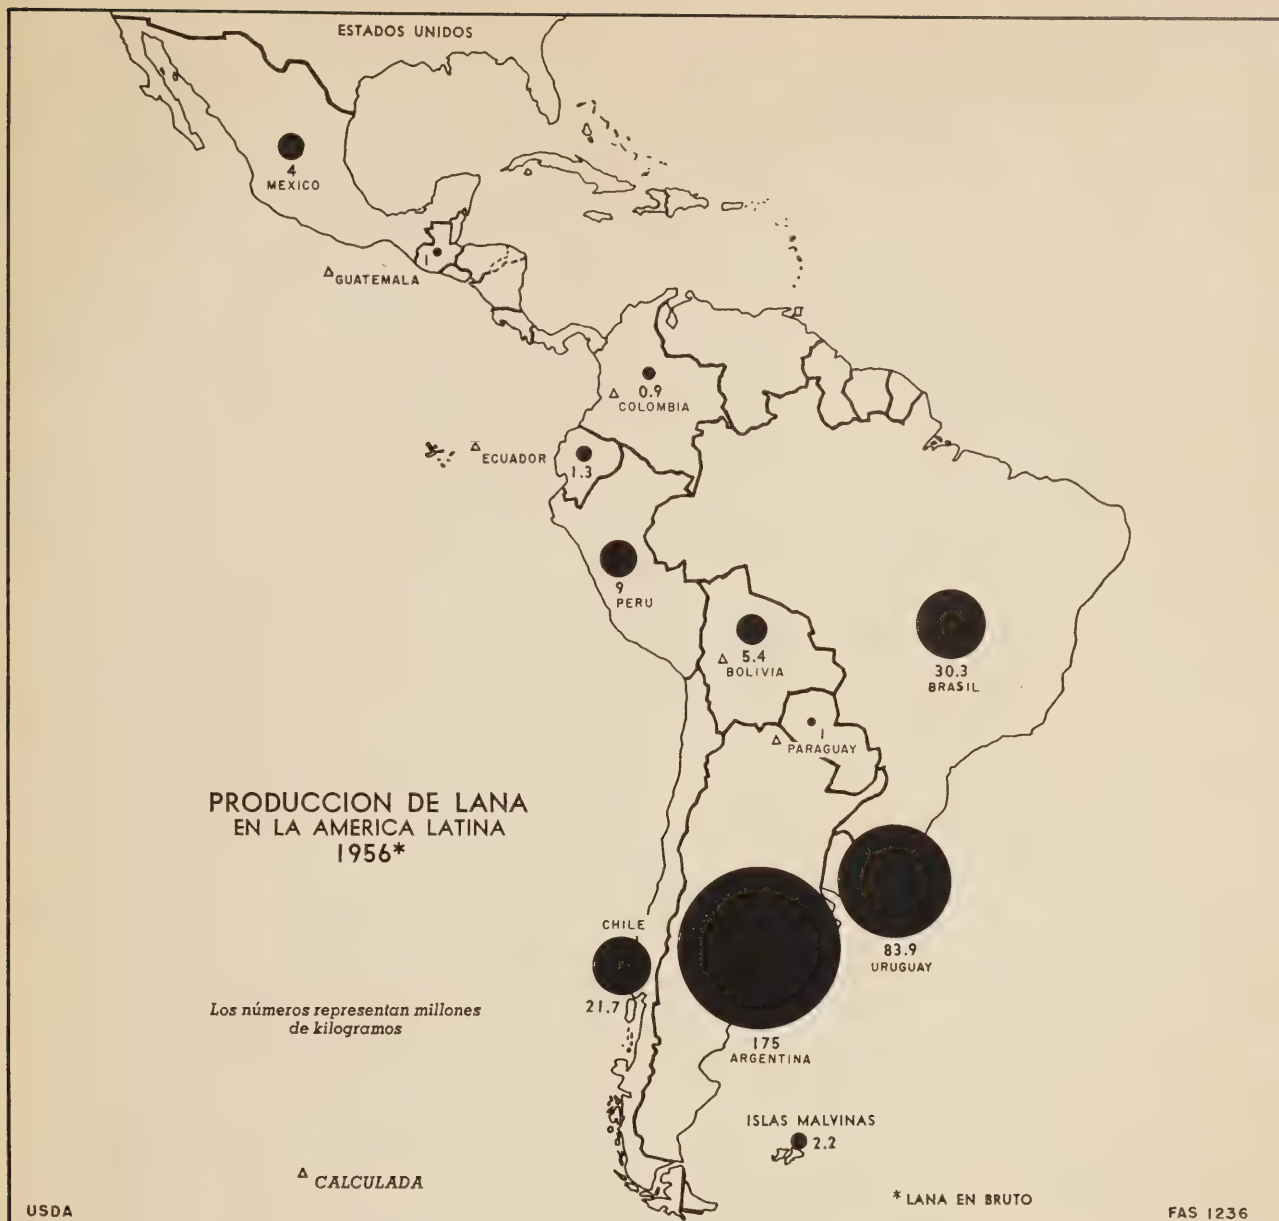 ESTADOS UNIDOS
4
MEXICO
1
△ GUATEMALA
△ 0.9
COLOMBIA
△ ECUADOR
1.3
9
PERU
△ 5.4
BOLIVIA
30.3
BRASIL
1
△ PARAGUAY
PRODUCCION DE LANA
EN LA AMERICA LATINA
1956*
CHILE
21.7
83.9
URUGUAY
Los números representan millones
de kilogramos
175
ARGENTINA
ISLAS MALVINAS
2.2
△ CALCULADA
* LANA EN BRUTO
USDA
FAS 1236